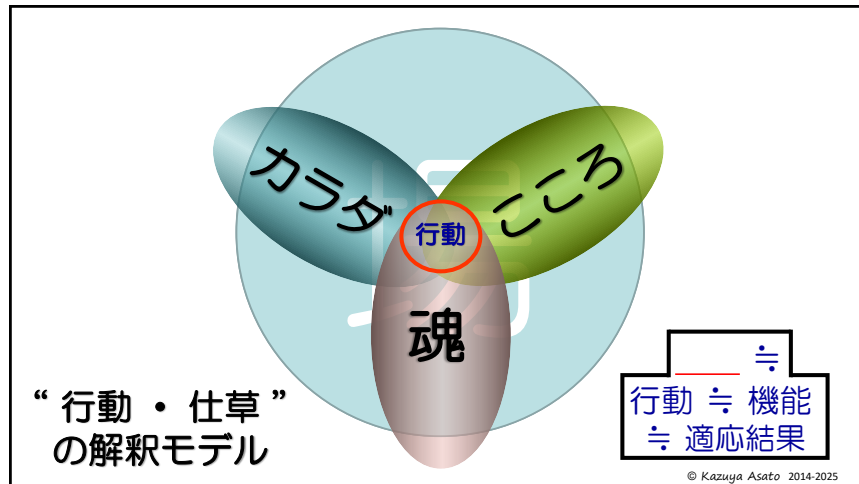 カラダ
こころ
場
行動
魂
“ 行動 ・ 仕草 ”
の解釈モデル
≒
行動 ≒ 機能
≒ 適応結果
© Kazuya Asato 2014-2025